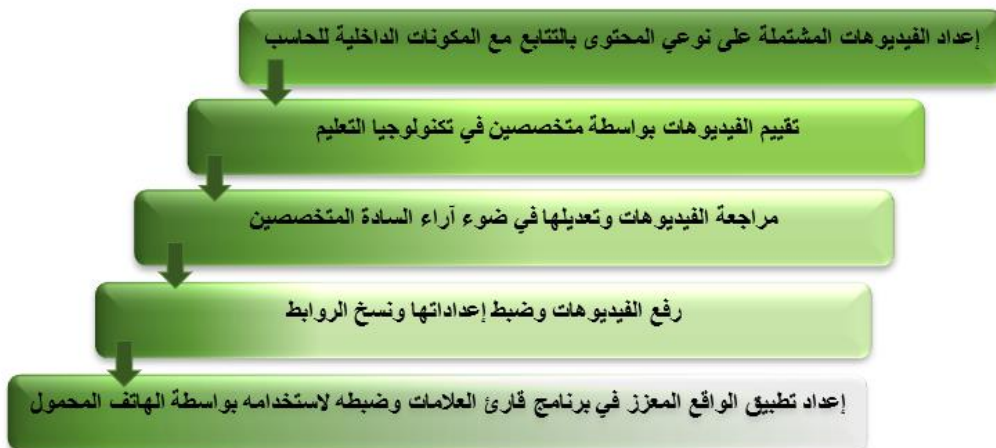 إعداد الفيديوهات المشتملة على نوعي المحتوى بالتتابع مع المكونات الداخلية للحاسب
تقييم الفيديوهات بواسطة متخصصين في تكنولوجيا التعليم
مراجعة الفيديوهات وتعديلها في ضوء آراء السادة المتخصصين
رفع الفيديوهات وضبط إعداداتها ونسخ الروابط
إعداد تطبيق الواقع المعزز في برنامج قارئ العلامات وضبطه لاستخدامه بواسطة الهاتف المحمول